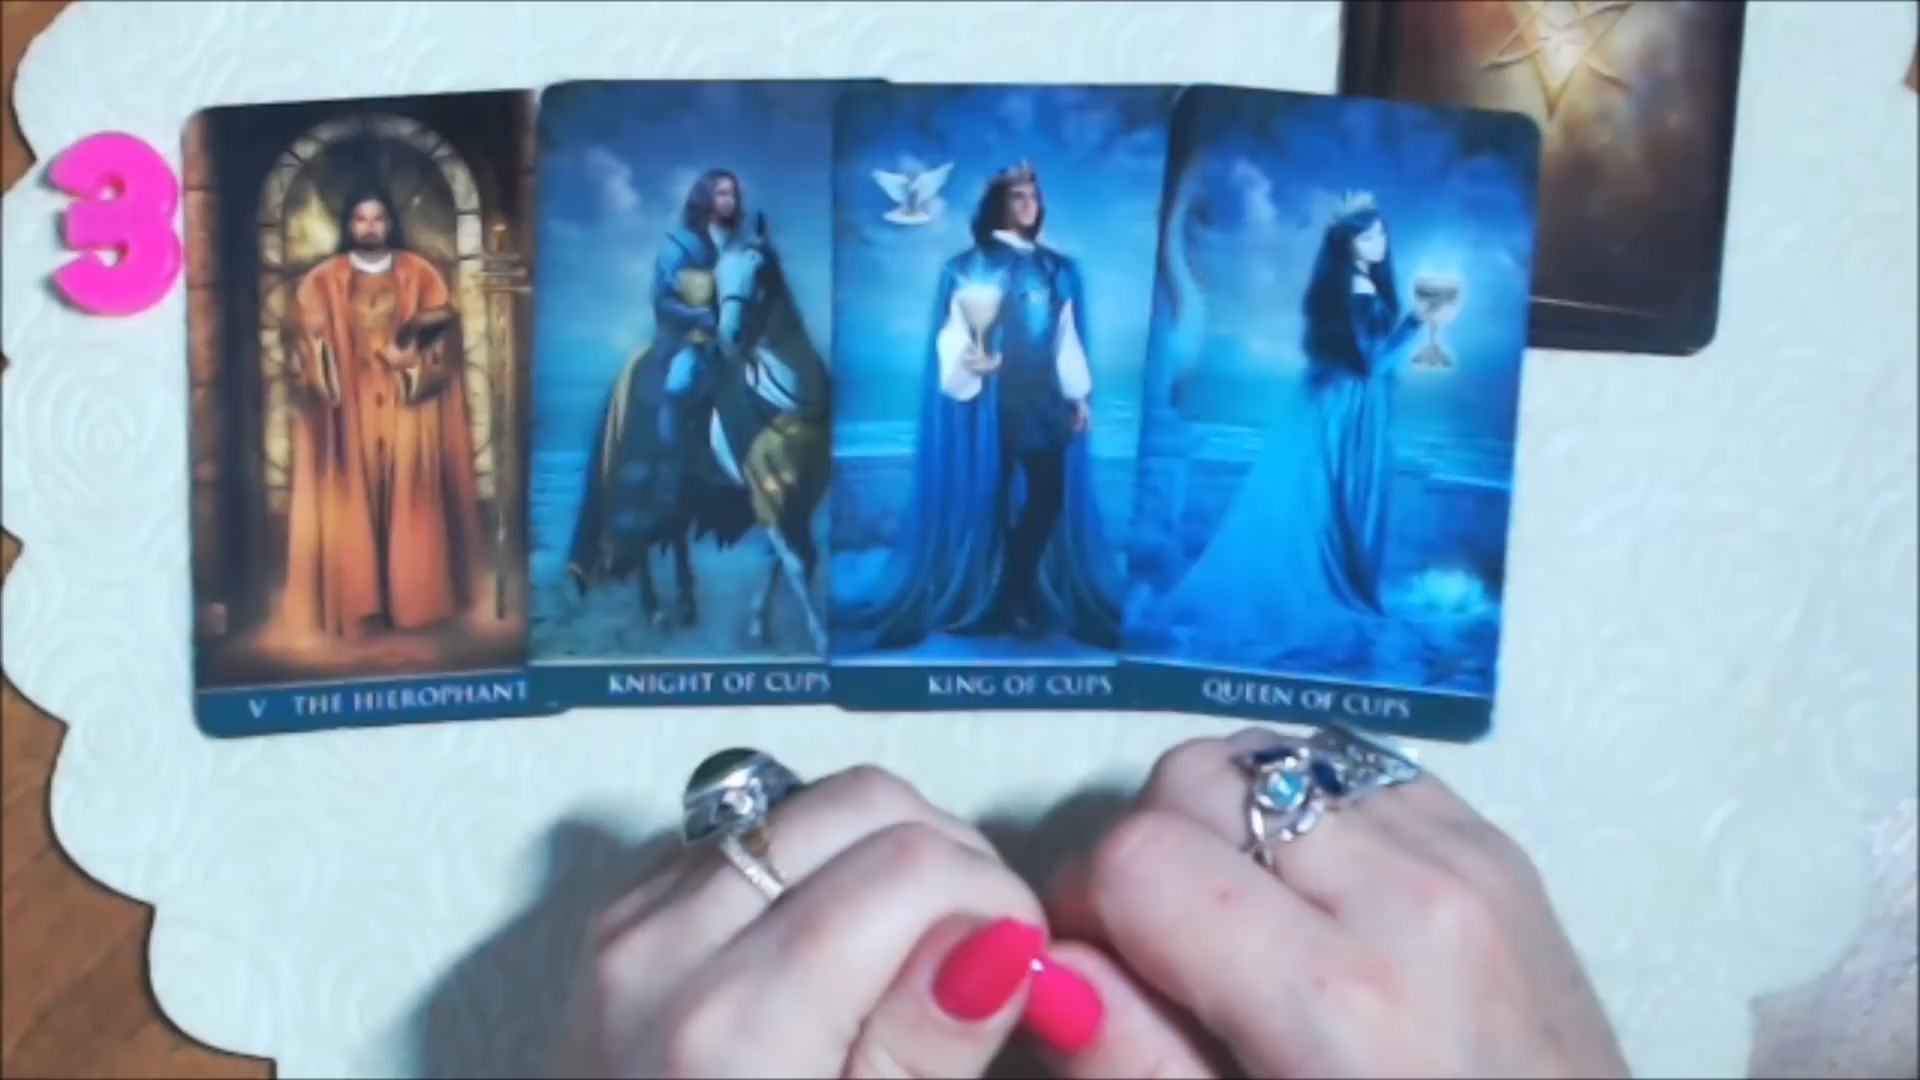 3
V THE HIEROPHANT
KNIGHT OF CUPS
KING OF CUPS
QUEEN OF CUPS